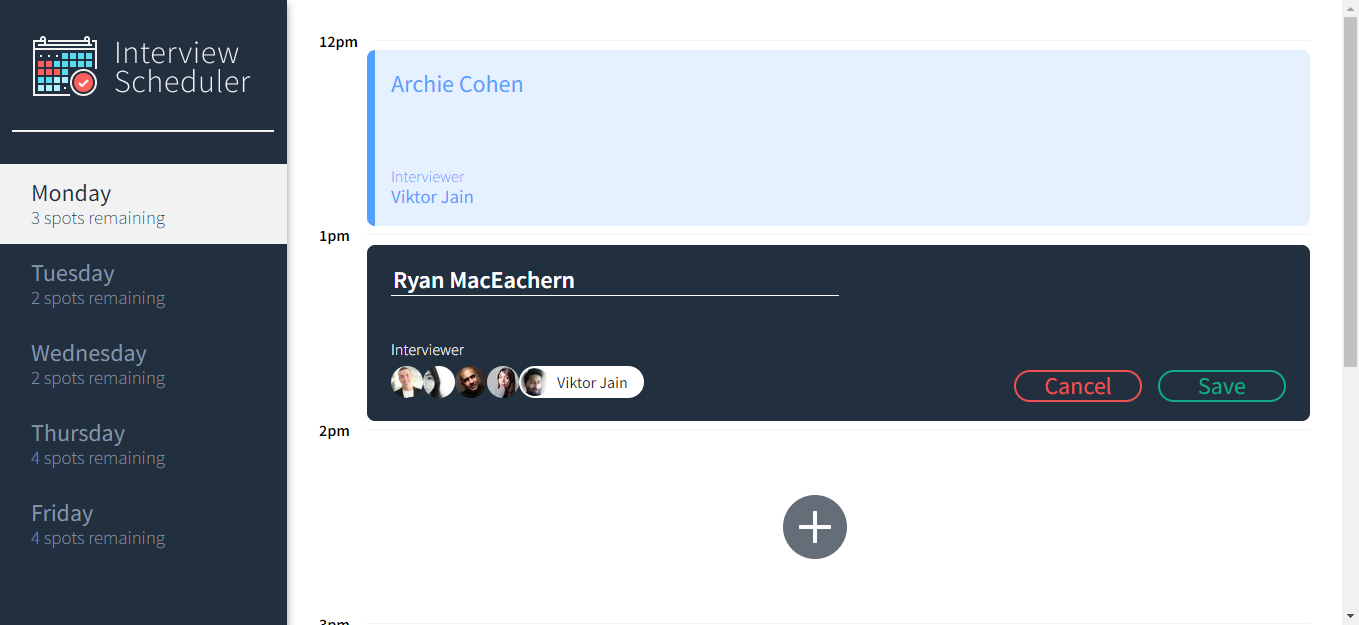 Interview
Scheduler
Monday
3 spots remaining
Tuesday
2 spots remaining
Wednesday
2 spots remaining
Thursday
4 spots remaining
Friday
4 spots remaining
12pm
Archie Cohen
Interviewer
Viktor Jain
1pm
Ryan MacEachern
Interviewer
Viktor Jain
Cancel
Save
2pm
3pm